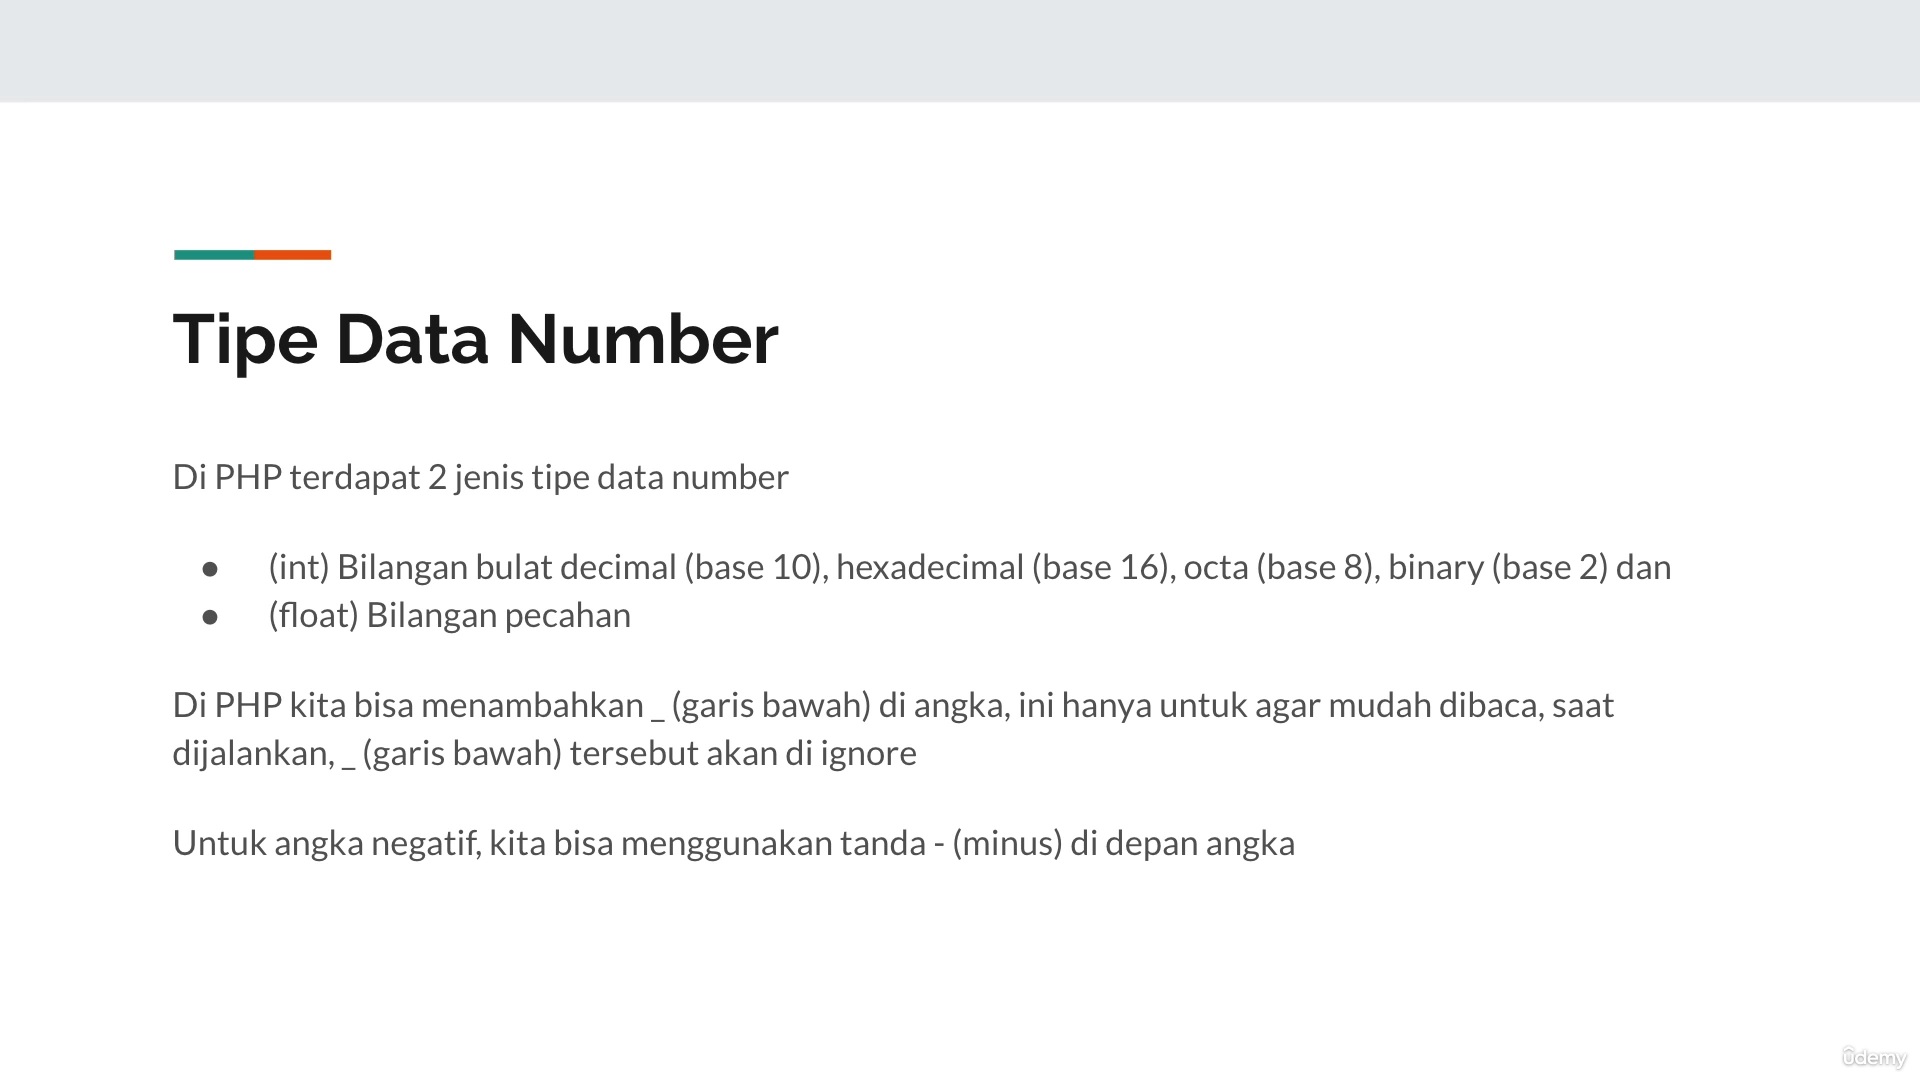 Tipe Data Number
Di PHP terdapat 2 jenis tipe data number
● (int) Bilangan bulat decimal (base 10), hexadecimal (base 16), octa (base 8), binary (base 2) dan
● (float) Bilangan pecahan
Di PHP kita bisa menambahkan _ (garis bawah) di angka, ini hanya untuk agar mudah dibaca, saat
dijalankan, _ (garis bawah) tersebut akan di ignore
Untuk angka negatif, kita bisa menggunakan tanda - (minus) di depan angka
ûdemy